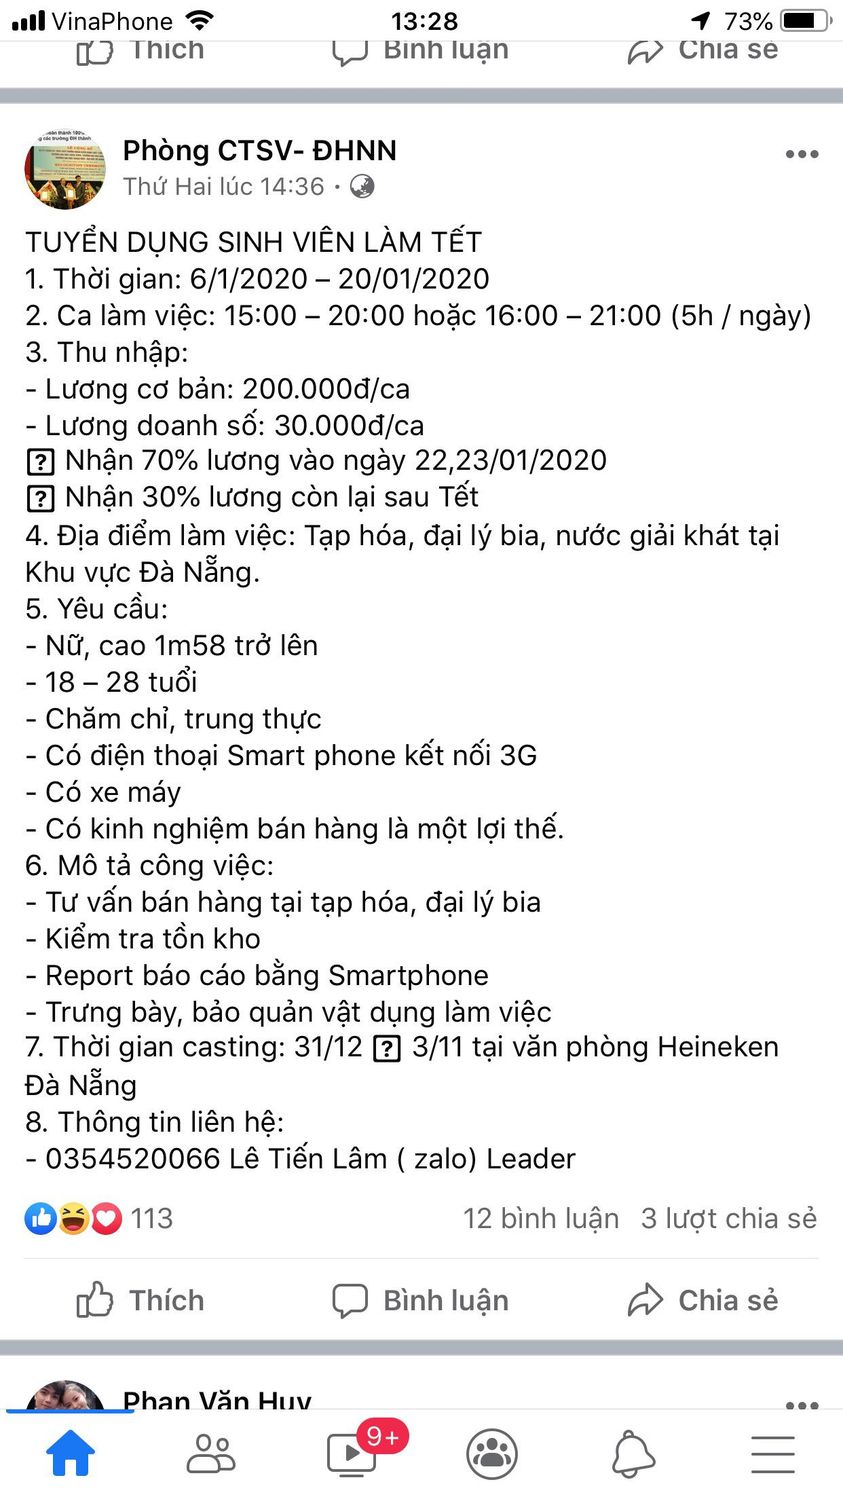 VinaPhone 13:28 73%
Thích Bình luận Chia sẻ
Phòng CTSV- ĐHNN
Thứ Hai lúc 14:36 ·
TUYỂN DỤNG SINH VIÊN LÀM TẾT
1. Thời gian: 6/1/2020 – 20/01/2020
2. Ca làm việc: 15:00 – 20:00 hoặc 16:00 – 21:00 (5h / ngày)
3. Thu nhập:
- Lương cơ bản: 200.000đ/ca
- Lương doanh số: 30.000đ/ca
⍰ Nhận 70% lương vào ngày 22,23/01/2020
⍰ Nhận 30% lương còn lại sau Tết
4. Địa điểm làm việc: Tạp hóa, đại lý bia, nước giải khát tại
Khu vực Đà Nẵng.
5. Yêu cầu:
- Nữ, cao 1m58 trở lên
- 18 – 28 tuổi
- Chăm chỉ, trung thực
- Có điện thoại Smart phone kết nối 3G
- Có xe máy
- Có kinh nghiệm bán hàng là một lợi thế.
6. Mô tả công việc:
- Tư vấn bán hàng tại tạp hóa, đại lý bia
- Kiểm tra tồn kho
- Report báo cáo bằng Smartphone
- Trưng bày, bảo quản vật dụng làm việc
7. Thời gian casting: 31/12 ⍰ 3/11 tại văn phòng Heineken
Đà Nẵng
8. Thông tin liên hệ:
- 0354520066 Lê Tiến Lâm ( zalo) Leader
113 12 bình luận 3 lượt chia sẻ
Thích Bình luận Chia sẻ
Phan Văn Huy
9+